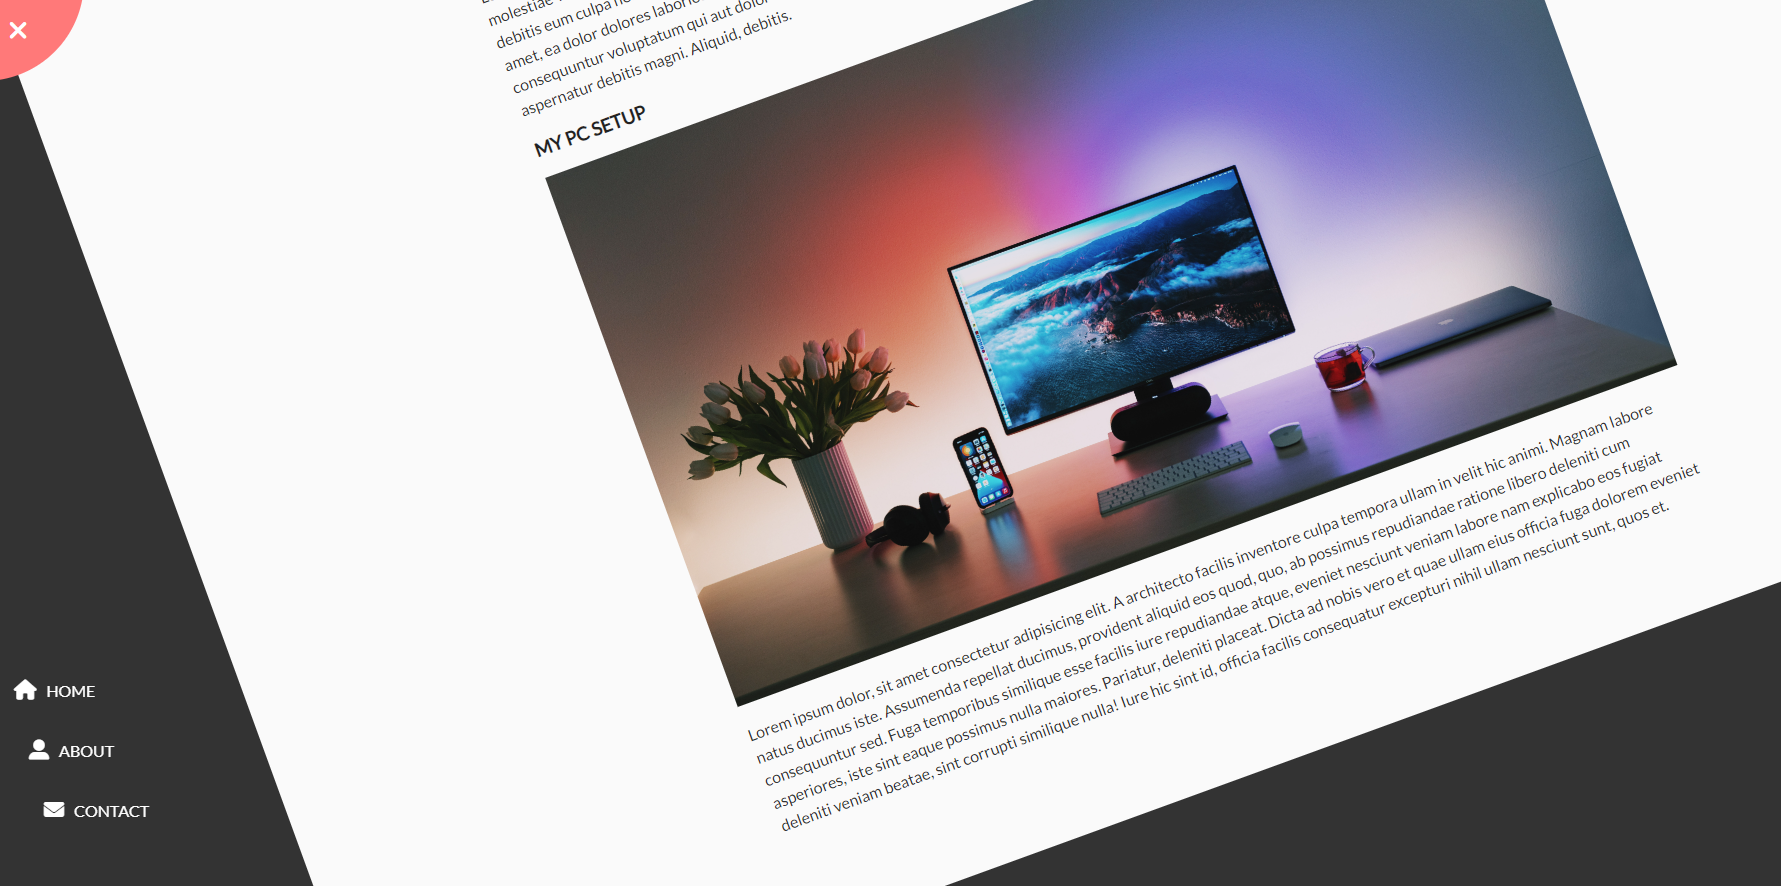 molestiae
debitis eum culpa
amet, ea dolor dolores
consequuntur voluptatum qui aut dolor
aspernatur debitis magni. Aliquid, debitis.
MY PC SETUP
Lorem ipsum dolor, sit amet consectetur adipisicing elit. A architecto facilis inventore culpa tempora ullam in velit hic animi. Magnam labore
natus ducimus iste. Assumenda repellat ducimus, provident aliquid eos quod, quo, ab possimus repudiandae ratione libero deleniti cum
consequuntur sed. Fuga temporibus similique esse facilis iure repudiandae atque, eveniet nesciunt veniam labore nam explicabo eos fugiat
asperiores, iste sint eaque possimus nulla maiores. Pariatur, deleniti placeat. Dicta ad nobis vero et quae ullam eius officia fuga dolorem eveniet
deleniti veniam beatae, sint corrupti similique nulla! Iure hic sint id, officia facilis consequatur excepturi nihil ullam nesciunt sunt, quos et.
HOME
ABOUT
CONTACT